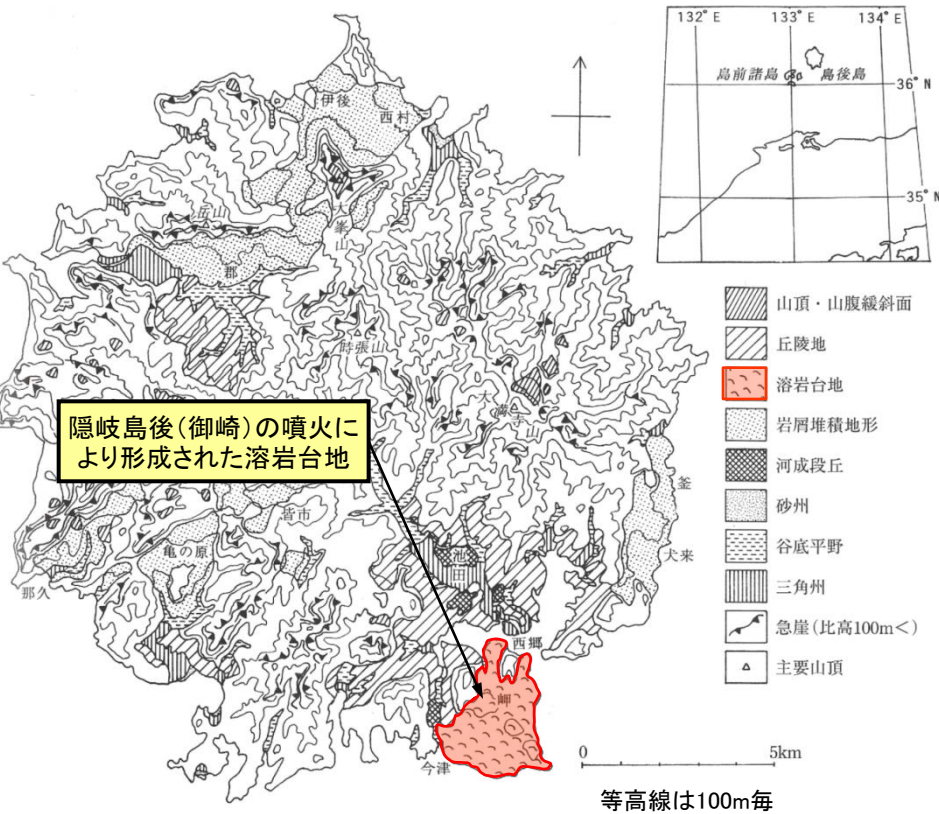 132° E
133° E
134° E
島前諸島
島後島
36° N
35° N
伊後
西村
峯山
郡
時張山
大満寺山
隠岐島後(御崎)の噴火に
より形成された溶岩台地
皆市
亀の原
那久
池田
釜
犬来
西郷
岬
今津
山頂・山腹緩斜面
丘陵地
溶岩台地
岩屑堆積地形
河成段丘
砂州
谷底平野
三角州
急崖(比高100m<)
主要山頂
0
5km
等高線は100m毎